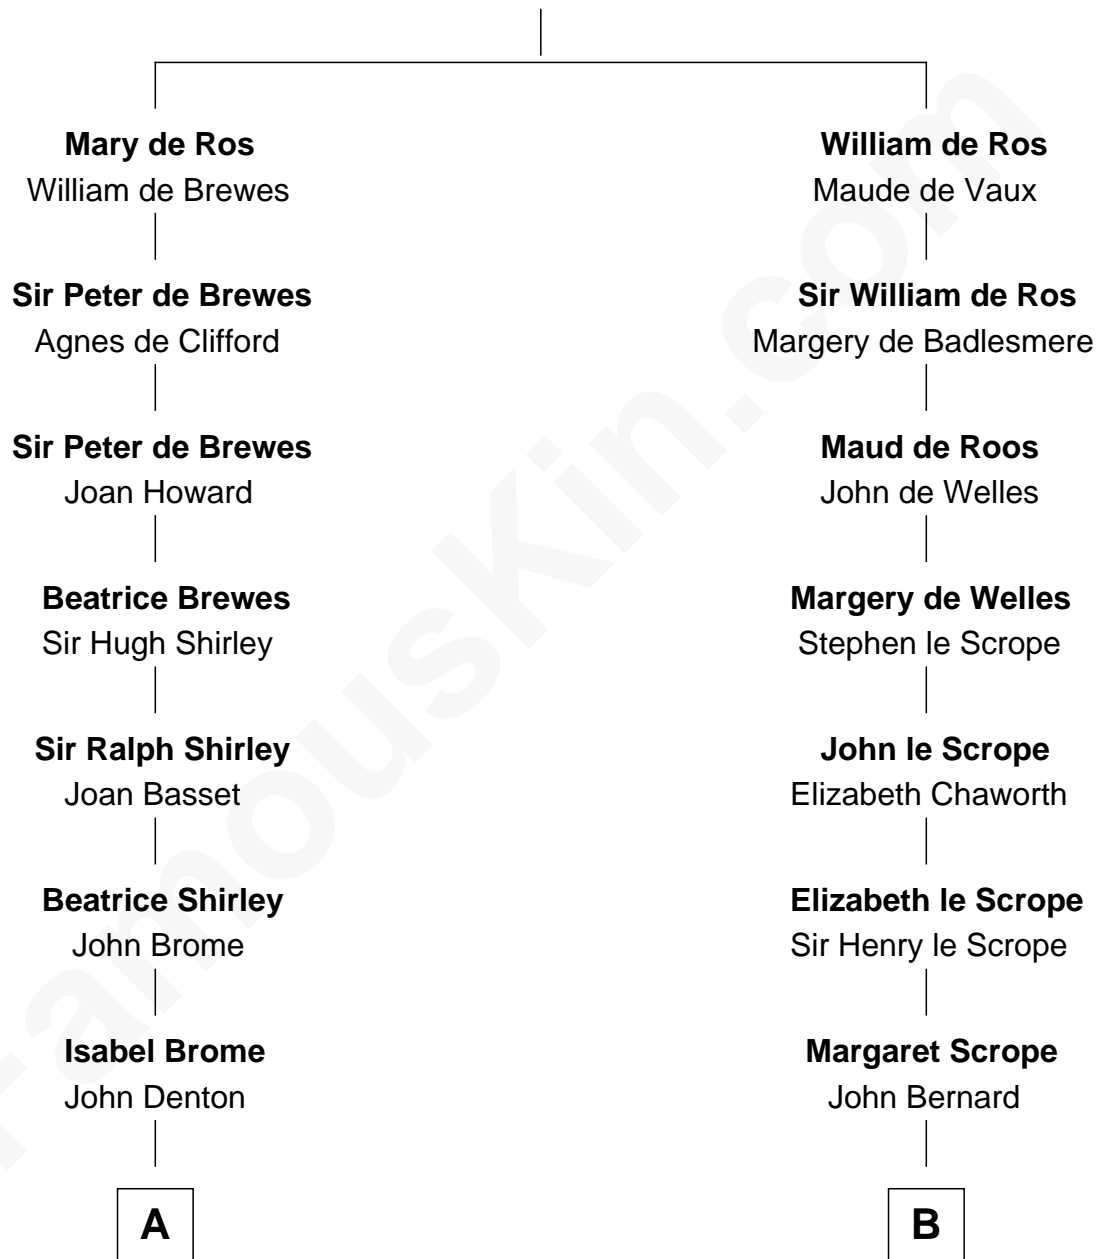 Mary de Ros
William de Brewes
Sir Peter de Brewes
Agnes de Clifford
Sir Peter de Brewes
Joan Howard
Beatrice Brewes
Sir Hugh Shirley
Sir Ralph Shirley
Joan Basset
Beatrice Shirley
John Brome
Isabel Brome
John Denton
A
William de Ros
Maude de Vaux
Sir William de Ros
Margery de Badlesmere
Maud de Roos
John de Welles
Margery de Welles
Stephen le Scrope
John le Scrope
Elizabeth Chaworth
Elizabeth le Scrope
Sir Henry le Scrope
Margaret Scrope
John Bernard
B
FamousKin.com